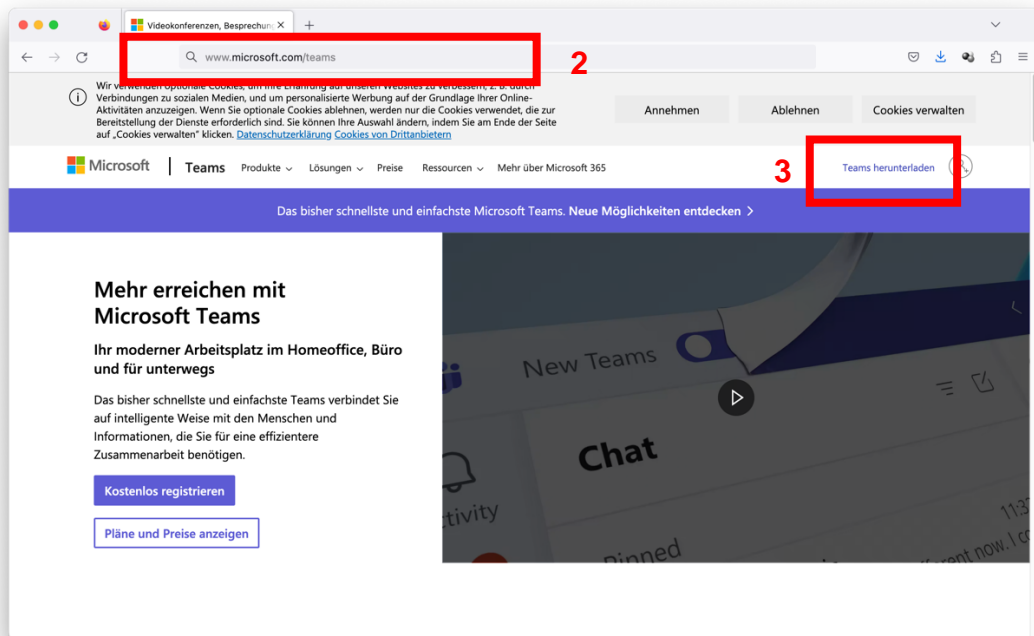 Videokonferenzen, Besprechung
www.microsoft.com/teams
2
Wir verwenden optionale Cookies, um Ihre Erfahrung auf unseren Websites zu verbessern, z. B. durch
Verbindungen zu sozialen Medien, und um personalisierte Werbung auf der Grundlage Ihrer Online-
Aktivitäten anzuzeigen. Wenn Sie optionale Cookies ablehnen, werden nur die Cookies verwendet, die zur
Bereitstellung der Dienste erforderlich sind. Sie können Ihre Auswahl ändern, indem Sie am Ende der Seite
auf „Cookies verwalten" klicken. Datenschutzerklärung Cookies von Drittanbietern
Annehmen
Ablehnen
Cookies verwalten
Microsoft
Teams
Produkte
Lösungen
Preise
Ressourcen
Mehr über Microsoft 365
3
Teams herunterladen
Das bisher schnellste und einfachste Microsoft Teams. Neue Möglichkeiten entdecken
Mehr erreichen mit
Microsoft Teams
Ihr moderner Arbeitsplatz im Homeoffice, Büro
und für unterwegs
Das bisher schnellste und einfachste Teams verbindet Sie
auf intelligente Weise mit den Menschen und
Informationen, die Sie für eine effizientere
Zusammenarbeit benötigen.
Kostenlos registrieren
Pläne und Preise anzeigen
New Teams
Chat
tivity
Pinned
11:3